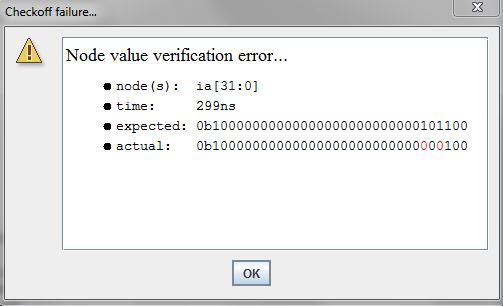 Checkoff failure...
Node value verification error...
● node(s): ia[31:0]
● time: 299ns
● expected: 0b10000000000000000000000000101100
● actual: 0b10000000000000000000000000000100
OK